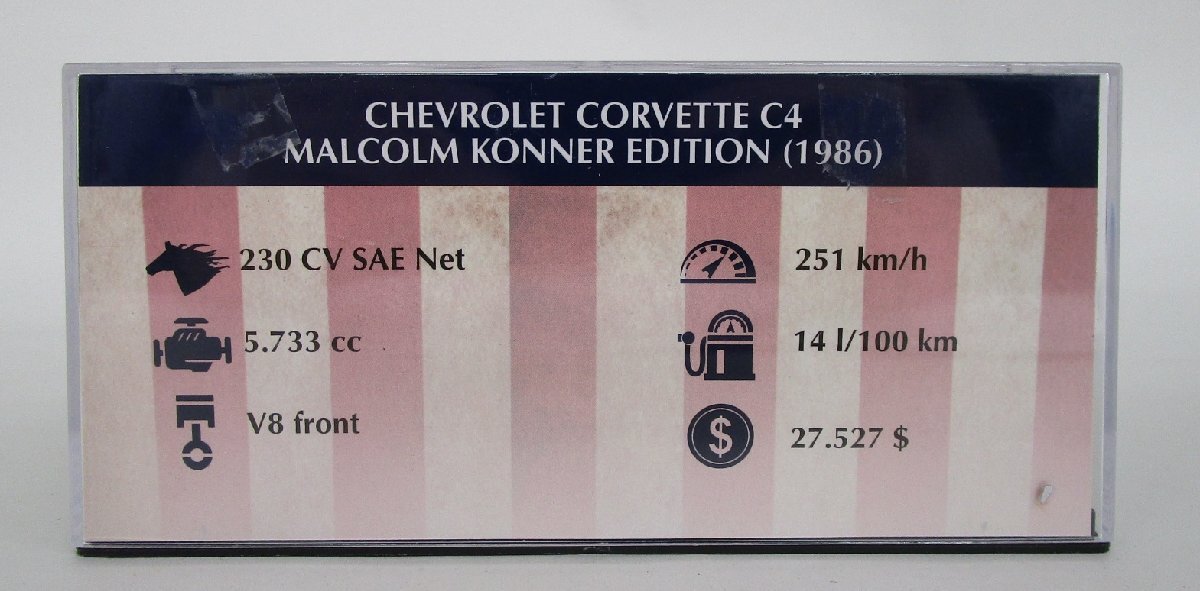 CHEVROLET CORVETTE C4
MALCOLM KONNER EDITION (1986)
230 CV SAE Net
5.733 cc
V8 front
251 km/h
14 l/100 km
$
27.527 $